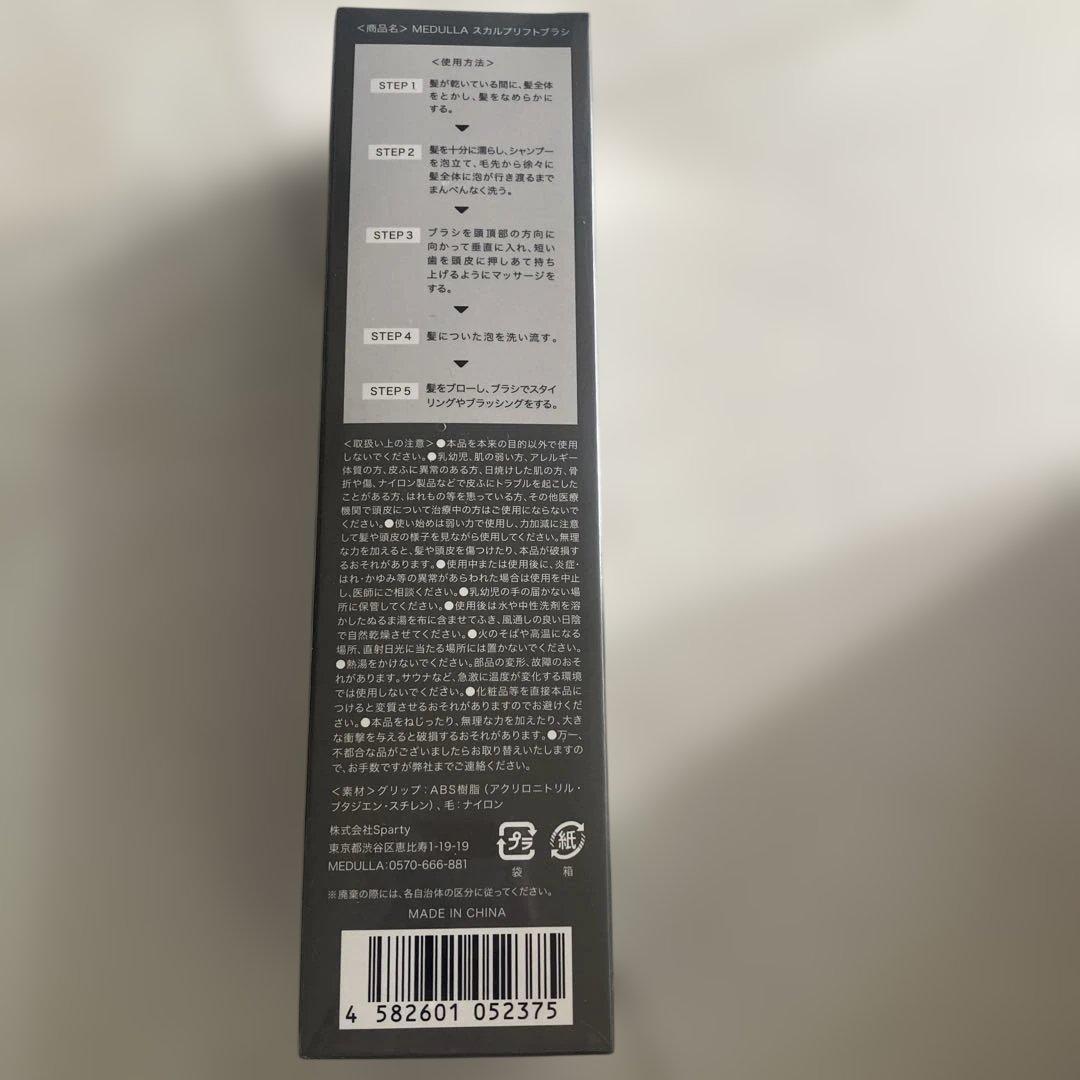 ＜商品名＞ MEDULLA スカルプリフトブラシ
＜使用方法＞
STEP 1 髪が乾いている間に、髪全体
をとかし、髪をなめらかに
する。
STEP 2 髪を十分に濡らし、シャンプー
を泡立て、毛先から徐々に
髪全体に泡が行き渡るまで
まんべんなく洗う。
STEP 3 ブラシを頭頂部の方向に
向かって垂直に入れ、短い
歯を頭皮に押しあて持ち
上げるようにマッサージを
する。
STEP 4 髪についた泡を洗い流す。
STEP 5 髪をブローし、ブラシでスタイ
リングやブラッシングをする。
＜取扱い上の注意＞●本品を本来の目的以外で使用
しないでください。●乳幼児、肌の弱い方、アレルギー
体質の方、皮ふに異常のある方、日焼けした肌の方、骨
折や傷、ナイロン製品などで皮ふにトラブルを起こした
ことがある方、はれもの等を患っている方、その他医療
機関で頭皮について治療中の方はご使用にならないで
ください。●使い始めは弱い力で使用し、力加減に注意
して髪や頭皮の様子を見ながら使用してください。無理
な力を加えると、髪や頭皮を傷つけたり、本品が破損す
るおそれがあります。●使用中または使用後に、炎症・
はれ・かゆみ等の異常があらわれた場合は使用を中止
し、医師にご相談ください。●乳幼児の手の届かない場
所に保管してください。●使用後は水や中性洗剤を溶
かしたぬるま湯を布に含ませてふき、風通しの良い日陰
で自然乾燥させてください。●火のそばや高温になる
場所、直射日光に当たる場所には置かないでください。
●熱湯をかけないでください。部品の変形、故障のおそ
れがあります。サウナなど、急激に温度が変化する環境
では使用しないでください。●化粧品等を直接本品に
つけると変質させるおそれがありますのでお避けくだ
さい。●本品をねじったり、無理な力を加えたり、大き
な衝撃を与えると破損するおそれがあります。●万一、
不都合な品がございましたらお取り替えいたしますの
で、お手数ですが弊社までご連絡ください。
＜素材＞グリップ：ABS樹脂（アクリロニトリル・
ブタジエン・スチレン）、毛：ナイロン
株式会社Sparty
東京都渋谷区恵比寿1-19-19
MEDULLA:0570-666-881
プラ 紙
袋 箱
※廃棄の際には、各自治体の区分に従ってください。
MADE IN CHINA
4 582601 052375